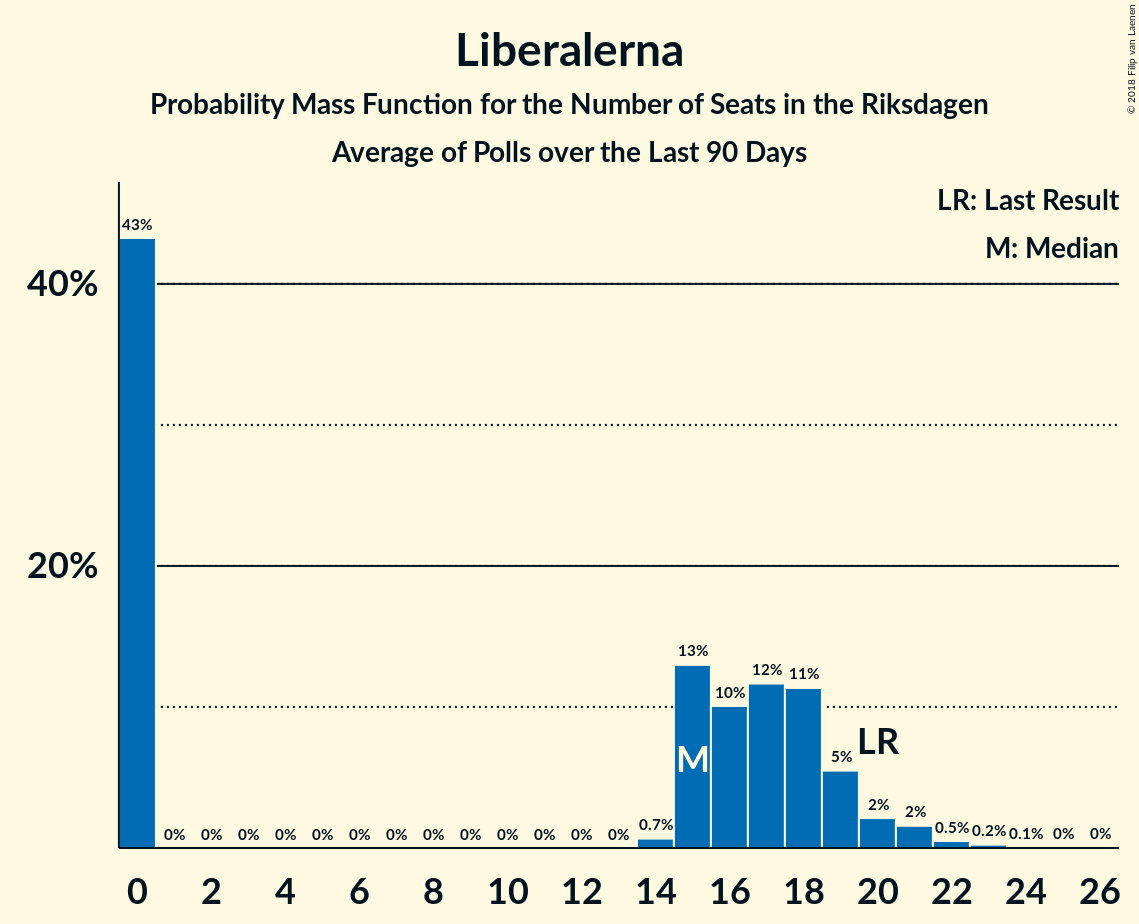 Liberalerna
Probability Mass Function for the Number of Seats in the Riksdagen
Average of Polls over the Last 90 Days
© 2018 Filip van Laenen
LR: Last Result
M: Median
43%
40%
20%
13%
12%
11%
10%
LR
M
5%
2%
2%
0% 0% 0% 0% 0% 0% 0% 0% 0% 0% 0% 0% 0% 0.7% 0.5% 0.2% 0.1% 0% 0%
0 2 4 6 8 10 12 14 16 18 20 22 24 26